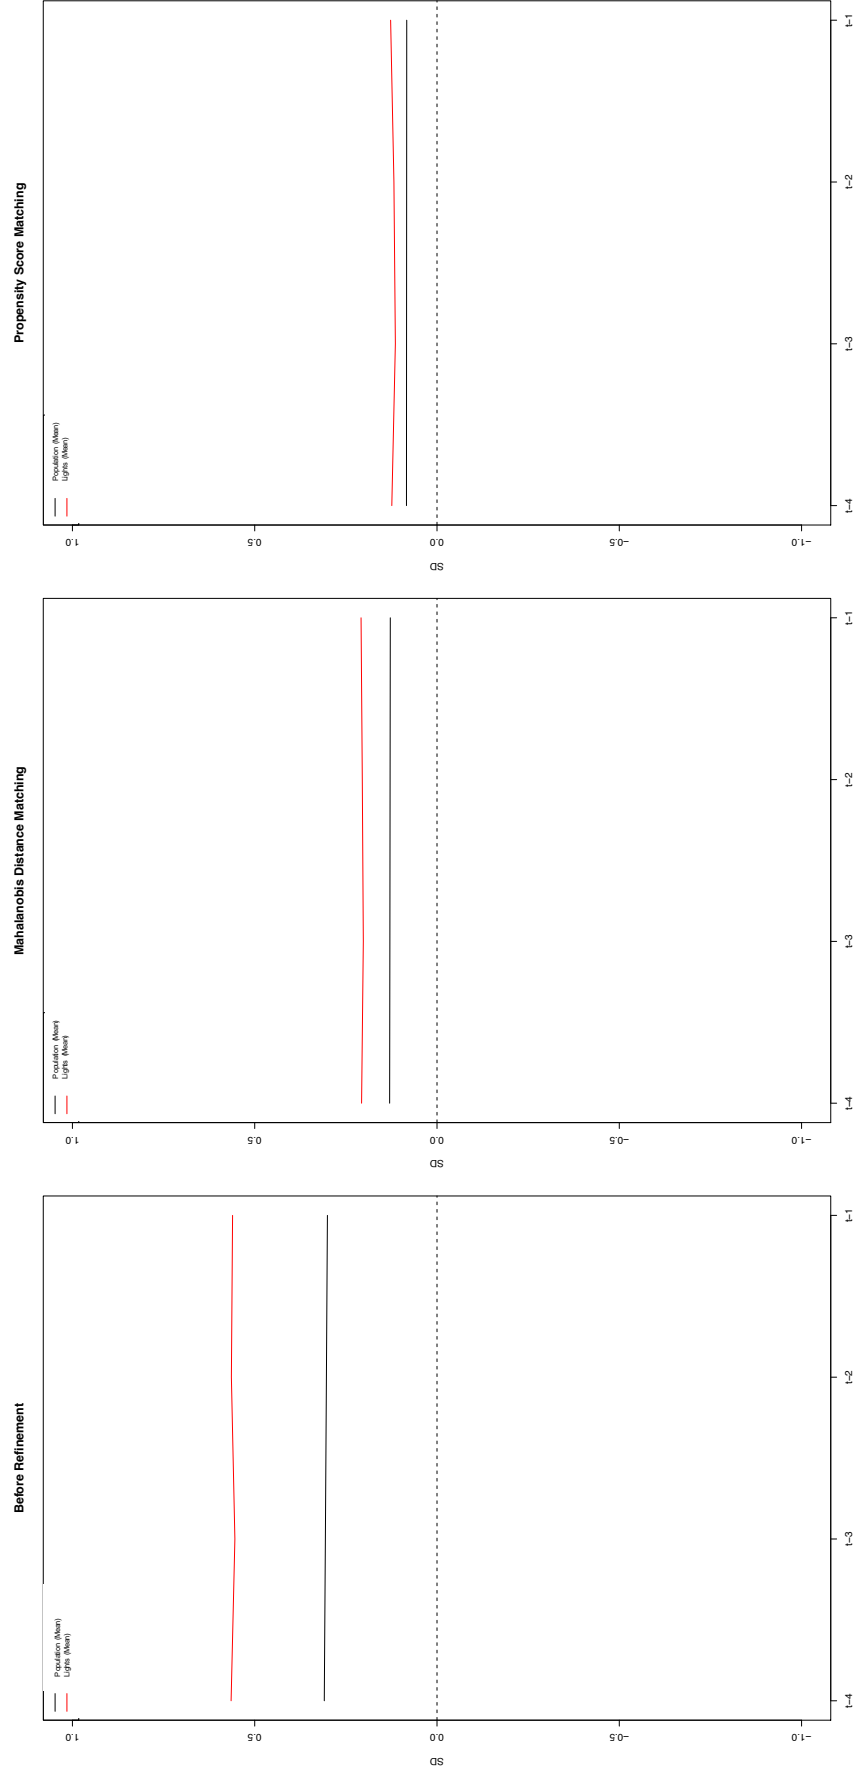 Before Refinement
Population (Mean)
Lights (Mean)
SD
1.0
0.5
0.0
−0.5
−1.0
t−4
t−3
t−2
t−1
Mahalanobis Distance Matching
Population (Mean)
Lights (Mean)
SD
1.0
0.5
0.0
−0.5
−1.0
t−4
t−3
t−2
t−1
Propensity Score Matching
Population (Mean)
Lights (Mean)
SD
1.0
0.5
0.0
−0.5
−1.0
t−4
t−3
t−2
t−1